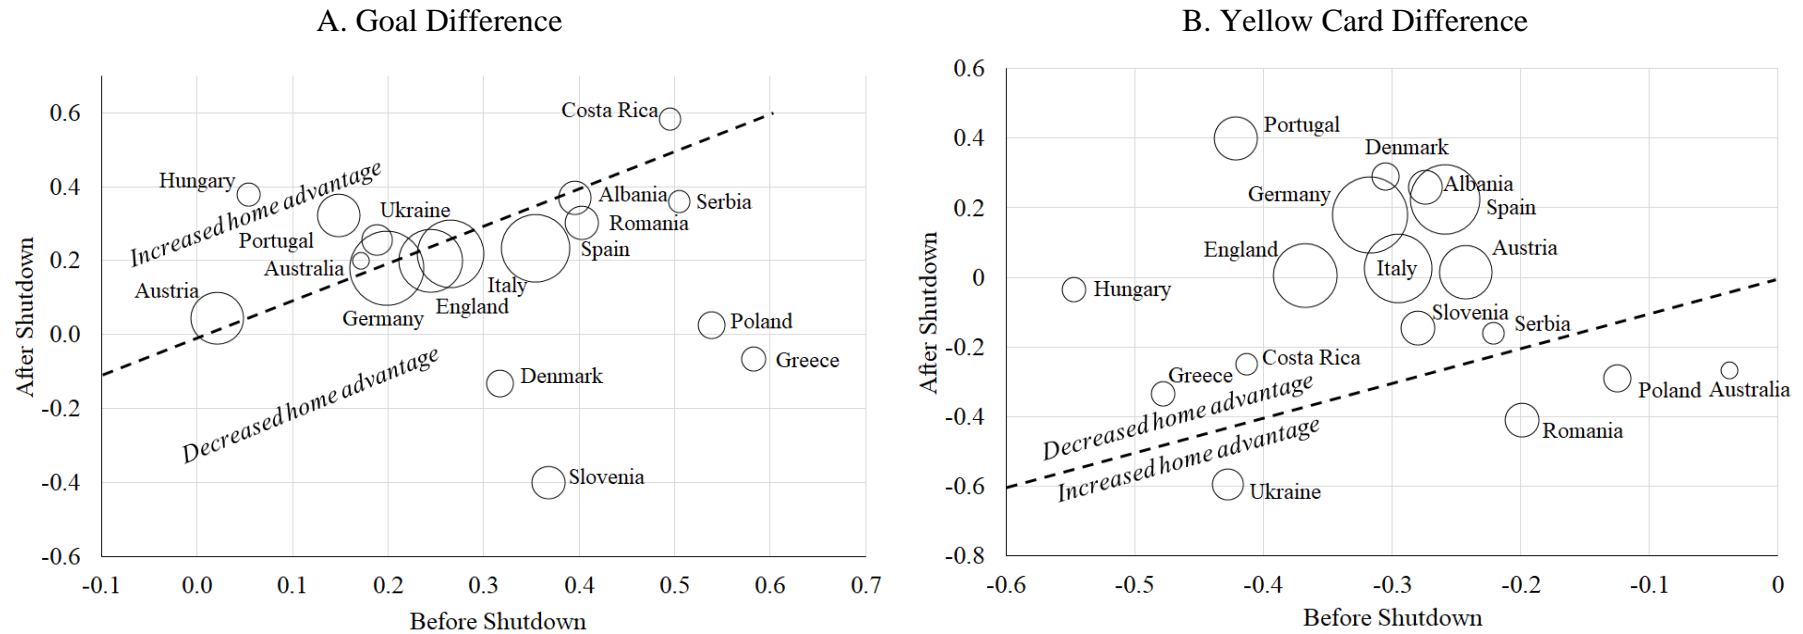 A. Goal Difference
0.6
0.4
0.2
0.0
-0.2
-0.4
-0.6
After Shutdown
Costa Rica
Hungary
Increased home advantage
Albania
Serbia
Ukraine
Romania
Portugal
Spain
Australia
Austria
Italy
England
Germany
Poland
Greece
Decreased home advantage
Denmark
Slovenia
-0.1
0.0
0.1
0.2
0.3
0.4
0.5
0.6
0.7
Before Shutdown
B. Yellow Card Difference
0.6
0.4
0.2
0
-0.2
-0.4
-0.6
-0.8
After Shutdown
Portugal
Denmark
Germany
Albania
Spain
England
Austria
Italy
Hungary
Slovenia
Serbia
Costa Rica
Greece
Decreased home advantage
Increased home advantage
Poland
Australia
Romania
Ukraine
-0.6
-0.5
-0.4
-0.3
-0.2
-0.1
0
Before Shutdown